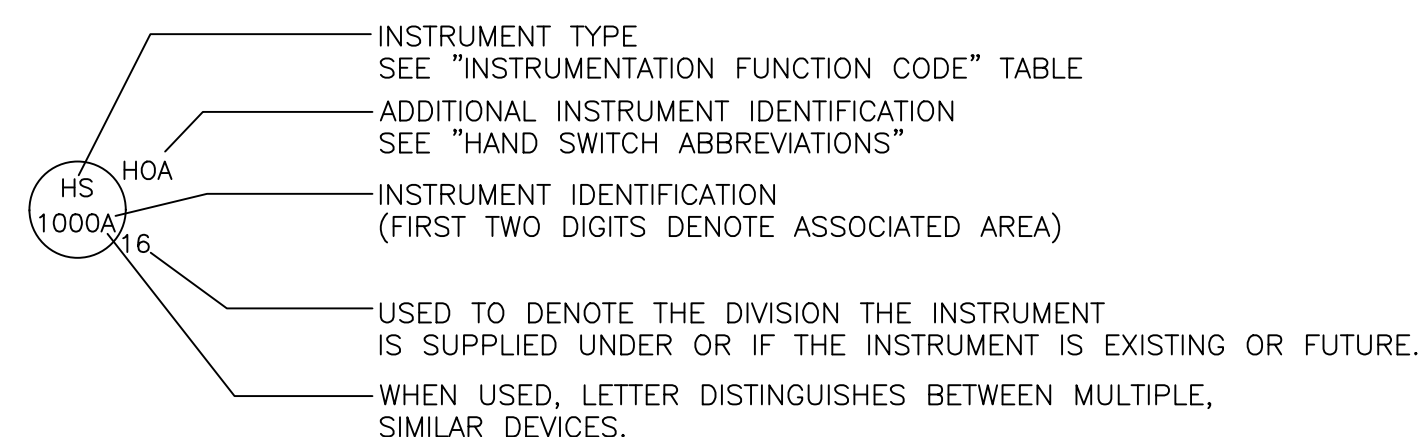 INSTRUMENT TYPE
SEE "INSTRUMENTATION FUNCTION CODE" TABLE
ADDITIONAL INSTRUMENT IDENTIFICATION
SEE "HAND SWITCH ABBREVIATIONS"
HOA
HS
1000A
16
INSTRUMENT IDENTIFICATION
(FIRST TWO DIGITS DENOTE ASSOCIATED AREA)
USED TO DENOTE THE DIVISION THE INSTRUMENT
IS SUPPLIED UNDER OR IF THE INSTRUMENT IS EXISTING OR FUTURE.
WHEN USED, LETTER DISTINGUISHES BETWEEN MULTIPLE,
SIMILAR DEVICES.